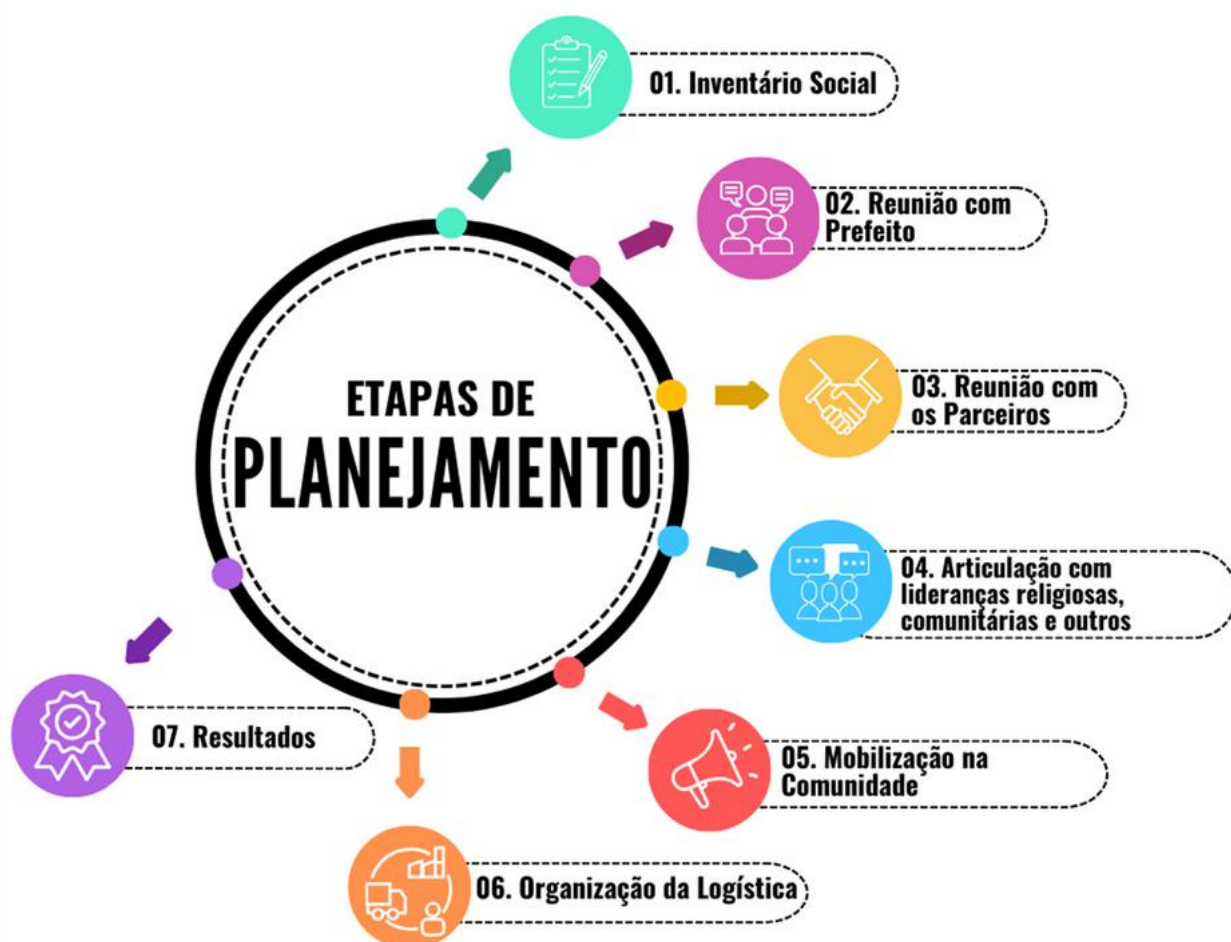 ETAPAS DE
PLANEJAMENTO
01. Inventário Social
02. Reunião com
Prefeito
03. Reunião com
os Parceiros
04. Articulação com
lideranças religiosas,
comunitárias e outros
05. Mobilização na
Comunidade
06. Organização da Logística
07. Resultados